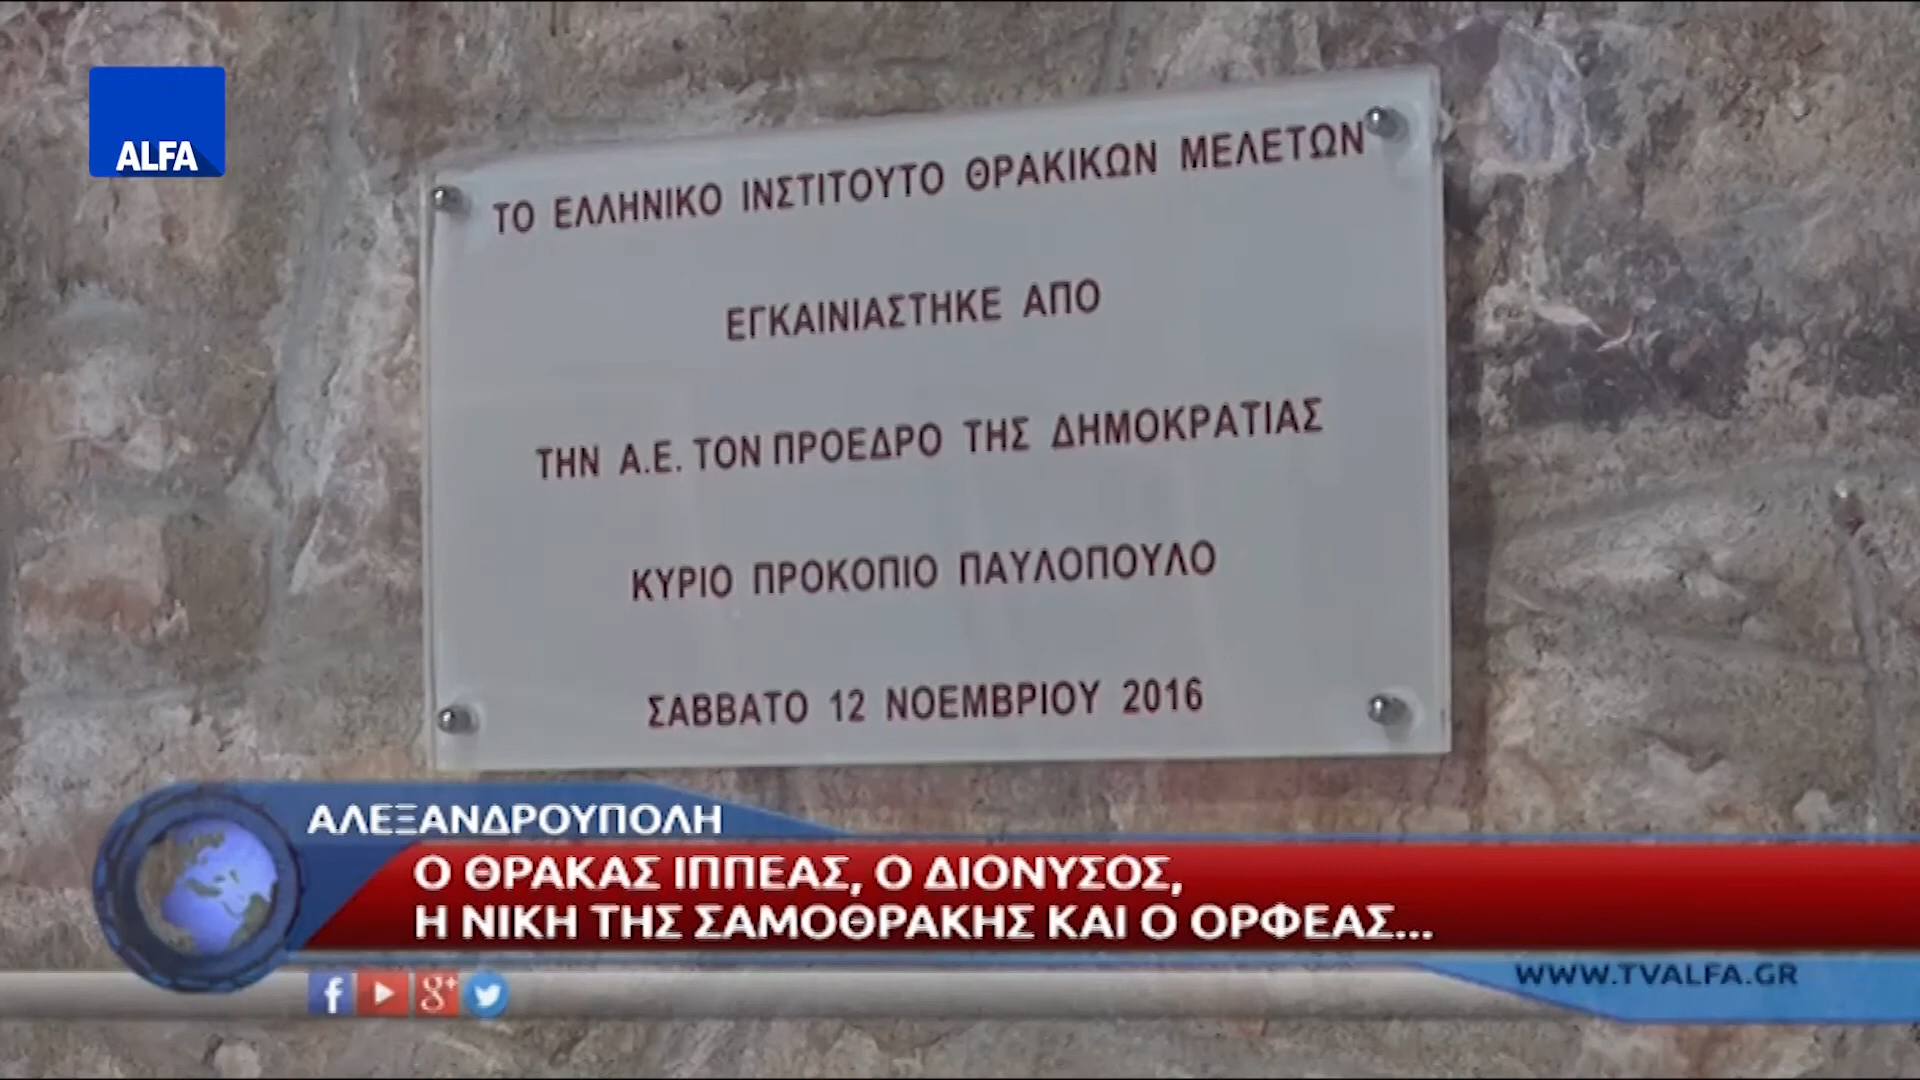 ALFA
ΤΟ ΕΛΛΗΝΙΚΟ ΙΝΣΤΙΤΟΥΤΟ ΘΡΑΚΙΚΩΝ ΜΕΛΕΤΩΝ
ΕΓΚΑΙΝΙΑΣΤΗΚΕ ΑΠΟ
ΤΗΝ Α.Ε. ΤΟΝ ΠΡΟΕΔΡΟ ΤΗΣ ΔΗΜΟΚΡΑΤΙΑΣ
ΚΥΡΙΟ ΠΡΟΚΟΠΙΟ ΠΑΥΛΟΠΟΥΛΟ
ΣΑΒΒΑΤΟ 12 ΝΟΕΜΒΡΙΟΥ 2016
ΑΛΕΞΑΝΔΡΟΥΠΟΛΗ
Ο ΘΡΑΚΑΣ ΙΠΠΕΑΣ, Ο ΔΙΟΝΥΣΟΣ,
Η ΝΙΚΗ ΤΗΣ ΣΑΜΟΘΡΑΚΗΣ ΚΑΙ Ο ΟΡΦΕΑΣ...
WWW.TVALFA.GR
f g+